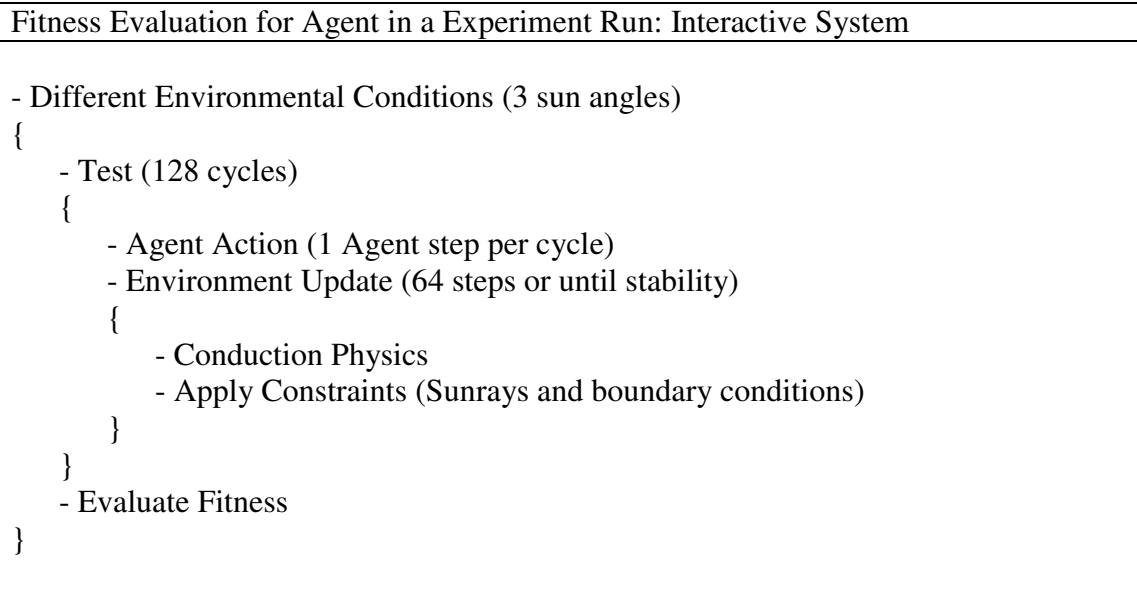 Fitness Evaluation for Agent in a Experiment Run: Interactive System
- Different Environmental Conditions (3 sun angles)
{
- Test (128 cycles)
{
- Agent Action (1 Agent step per cycle)
- Environment Update (64 steps or until stability)
{
- Conduction Physics
- Apply Constraints (Sunrays and boundary conditions)
}
}
- Evaluate Fitness
}